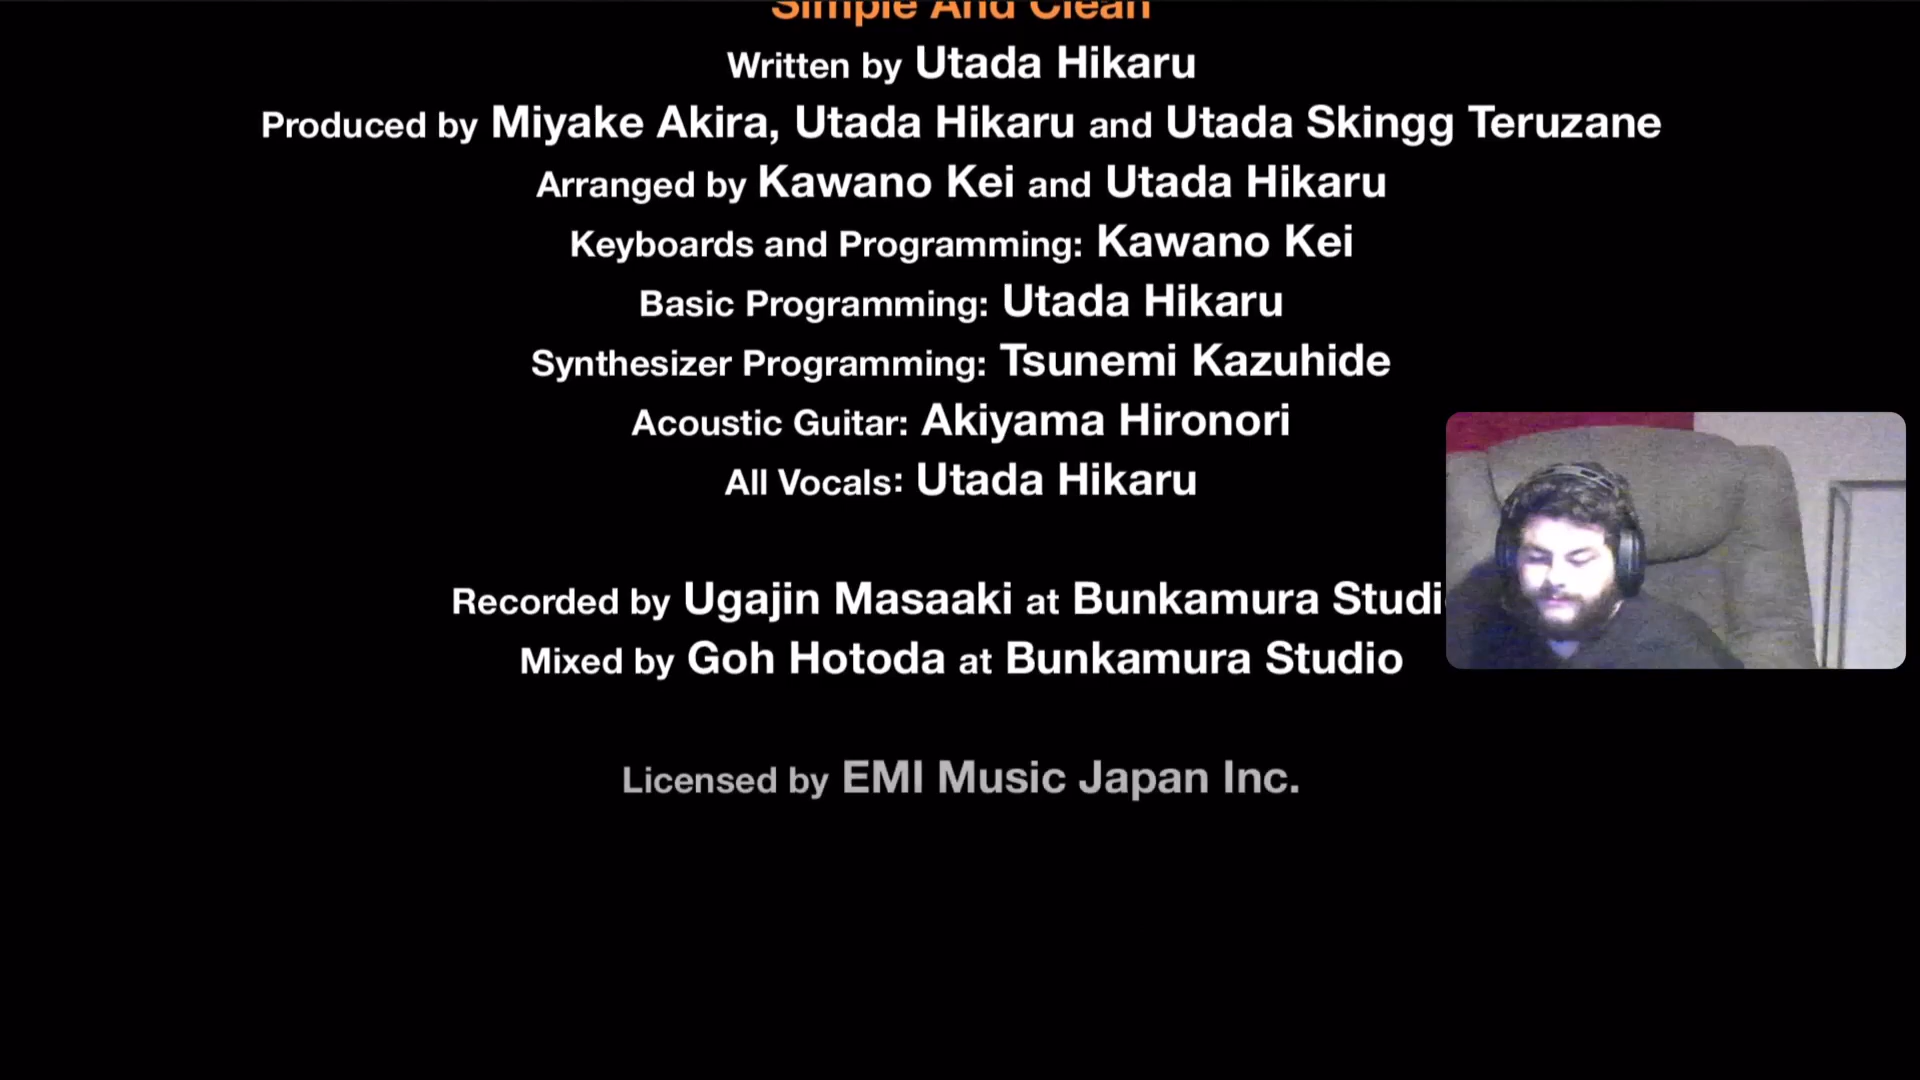 Simple And Clean
Written by Utada Hikaru
Produced by Miyake Akira, Utada Hikaru and Utada Skingg Teruzane
Arranged by Kawano Kei and Utada Hikaru
Keyboards and Programming: Kawano Kei
Basic Programming: Utada Hikaru
Synthesizer Programming: Tsunemi Kazuhide
Acoustic Guitar: Akiyama Hironori
All Vocals: Utada Hikaru
Recorded by Ugajin Masaaki at Bunkamura Studi
Mixed by Goh Hotoda at Bunkamura Studio
Licensed by EMI Music Japan Inc.